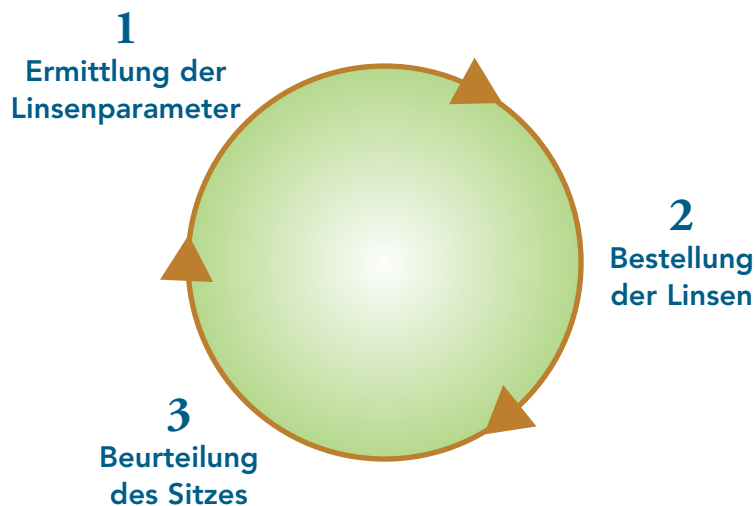 1
Ermittlung der
Linsenparameter
2
Bestellung
der Linsen
3
Beurteilung
des Sitzes